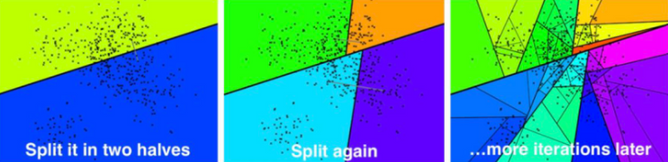 Split it in two halves
Split again
...more iterations later